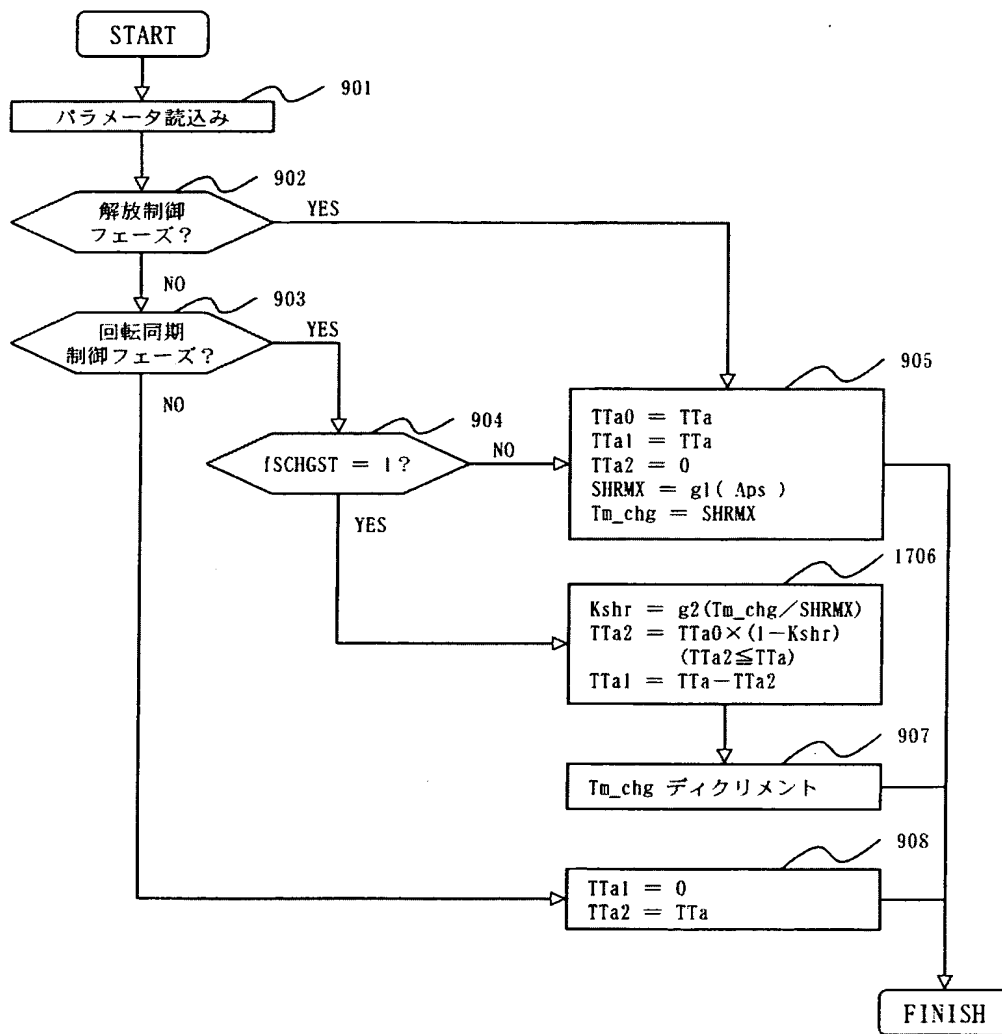 START
901
パラメータ読込み
902
解放制御
フェーズ?
YES
NO
903
回転同期
制御フェーズ?
YES
NO
904
fSCHGST = 1?
NO
YES
905
TTa0 = TTa
TTa1 = TTa
TTa2 = 0
SHRMX = g1( Aps )
Tm_chg = SHRMX
1706
Kshr = g2(Tm_chg/SHRMX)
TTa2 = TTa0×(1-Kshr)
(TTa2≦TTa)
TTa1 = TTa-TTa2
907
Tm_chg ディクリメント
908
TTa1 = 0
TTa2 = TTa
FINISH